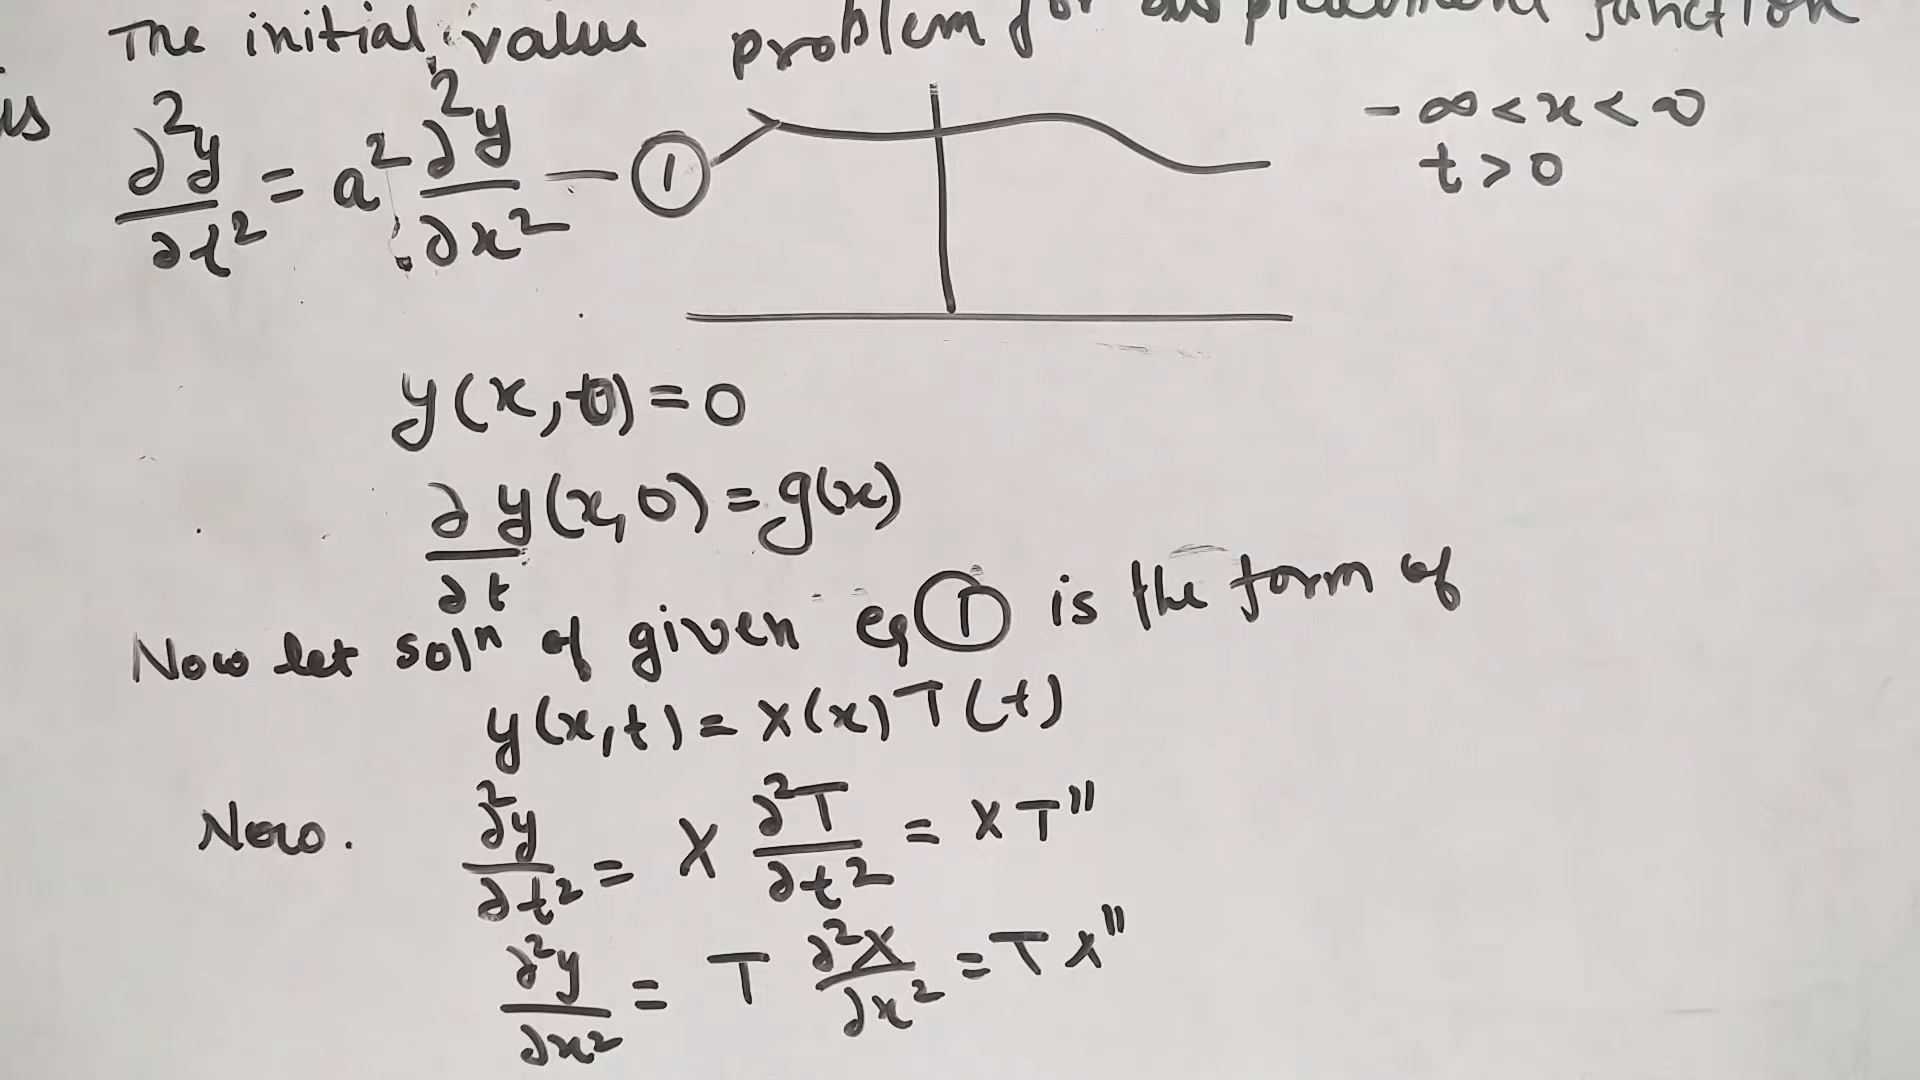 The initial value problem for displacement function
is ∂²y/∂t² = a² ∂²y/∂x² — ① -∞<x<∞
t>0
y(x,0)=0
∂y/∂t(x,0)=g(x)
Now let solⁿ of given eq ① is the form of
y(x,t)=X(x)T(t)
Now. ∂²y/∂t² = X ∂²T/∂t² = XT"
∂²y/∂x² = T ∂²X/∂x² = TX"